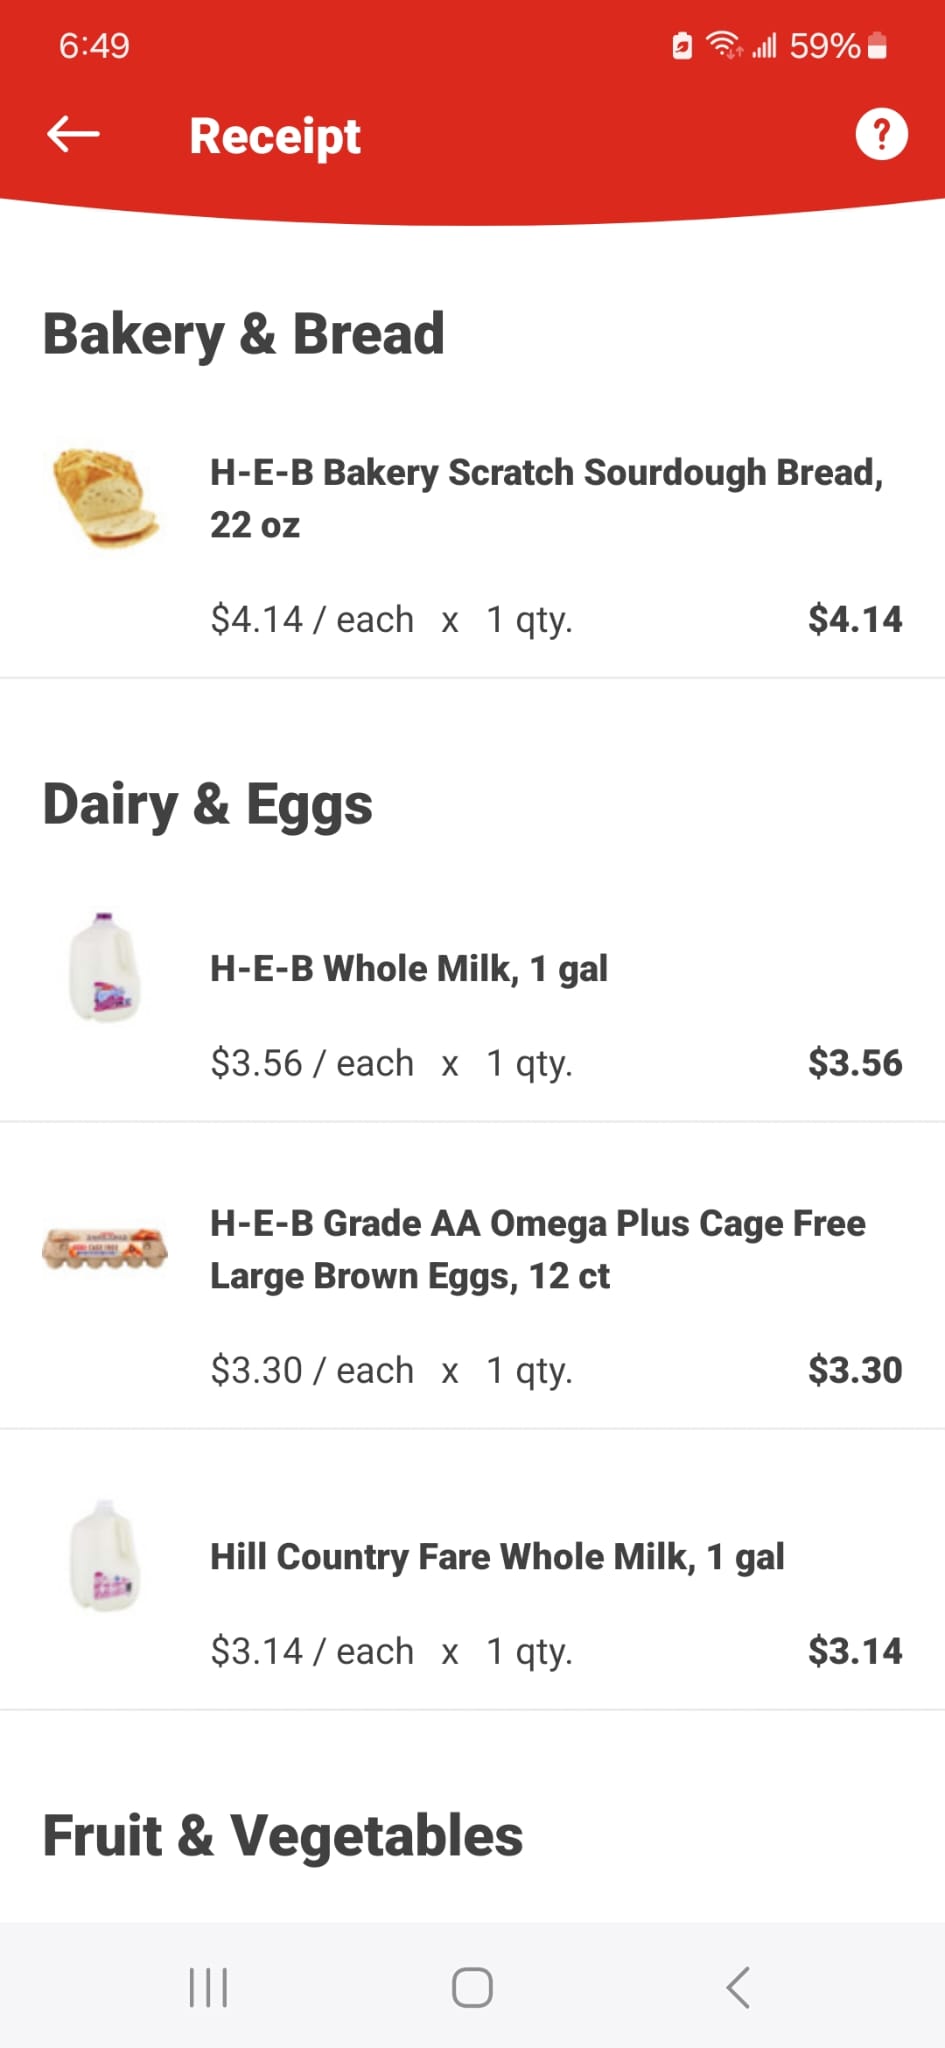 6:49
59%
Receipt
?
Bakery & Bread
H-E-B Bakery Scratch Sourdough Bread,
22 oz
$4.14 / each x 1 qty. $4.14
Dairy & Eggs
H-E-B Whole Milk, 1 gal
$3.56 / each x 1 qty. $3.56
H-E-B Grade AA Omega Plus Cage Free
Large Brown Eggs, 12 ct
$3.30 / each x 1 qty. $3.30
Hill Country Fare Whole Milk, 1 gal
$3.14 / each x 1 qty. $3.14
Fruit & Vegetables